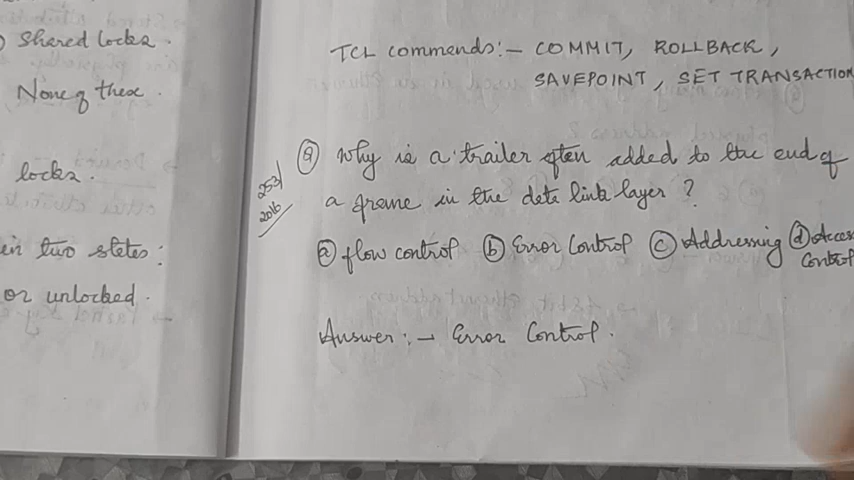 Shared locks.
None of these.
locks.
in two states:
or unlocked.
TCL commands:- COMMIT, ROLLBACK,
SAVEPOINT, SET TRANSACTION
253/
2016
Q Why is a trailer often added to the end of
a frame in the data link layer?
a flow control b Error Control c Addressing d Access
Control
Answer:- Error Control.